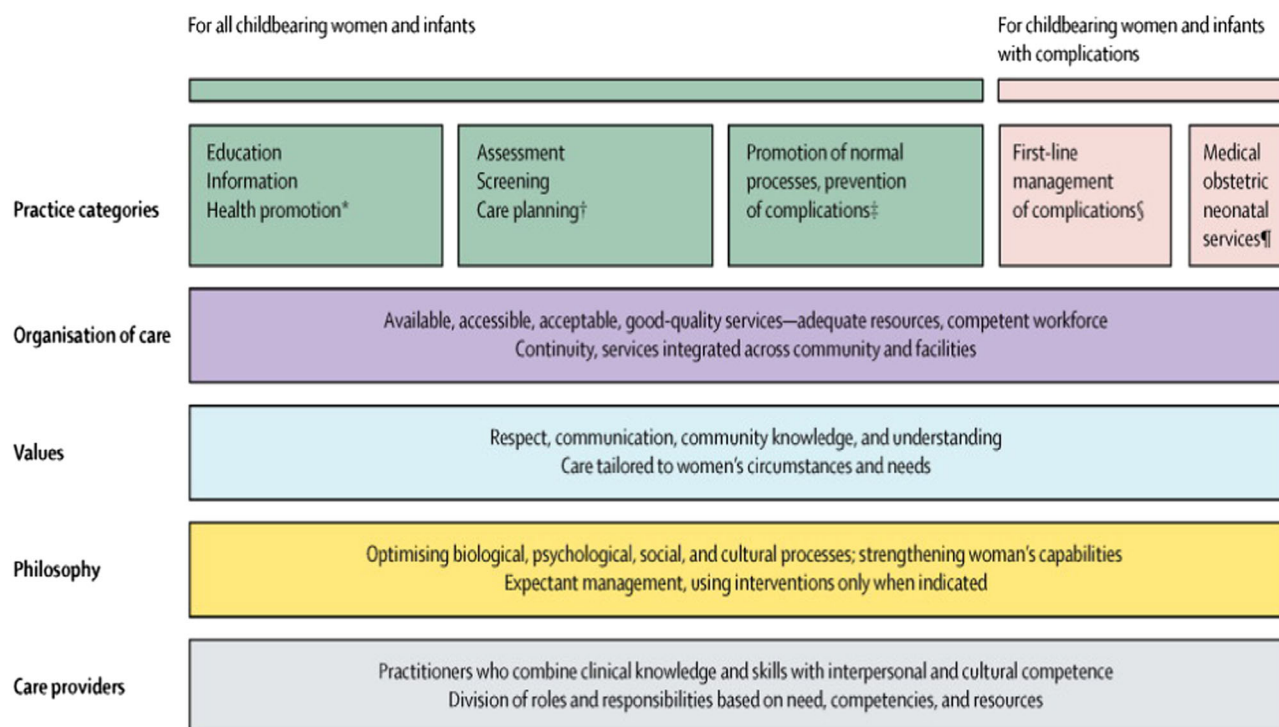 For all childbearing women and infants
For childbearing women and infants
with complications
Practice categories
Education
Information
Health promotion*
Assessment
Screening
Care planning†
Promotion of normal
processes, prevention
of complications‡
First-line
management
of complications§
Medical
obstetric
neonatal
services¶
Organisation of care
Available, accessible, acceptable, good-quality services—adequate resources, competent workforce
Continuity, services integrated across community and facilities
Values
Respect, communication, community knowledge, and understanding
Care tailored to women's circumstances and needs
Philosophy
Optimising biological, psychological, social, and cultural processes; strengthening woman's capabilities
Expectant management, using interventions only when indicated
Care providers
Practitioners who combine clinical knowledge and skills with interpersonal and cultural competence
Division of roles and responsibilities based on need, competencies, and resources